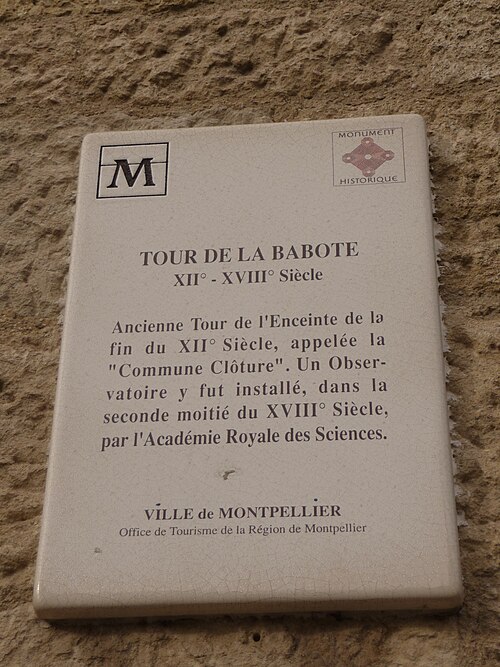 M
MONUMENT
HISTORIQUE
TOUR DE LA BABOTE
XII° - XVIII° Siècle
Ancienne Tour de l'Enceinte de la
fin du XII° Siècle, appelée la
"Commune Clôture". Un Obser-
vatoire y fut installé, dans la
seconde moitié du XVIII° Siècle,
par l'Académie Royale des Sciences.
VILLE de MONTPELLIER
Office de Tourisme de la Région de Montpellier